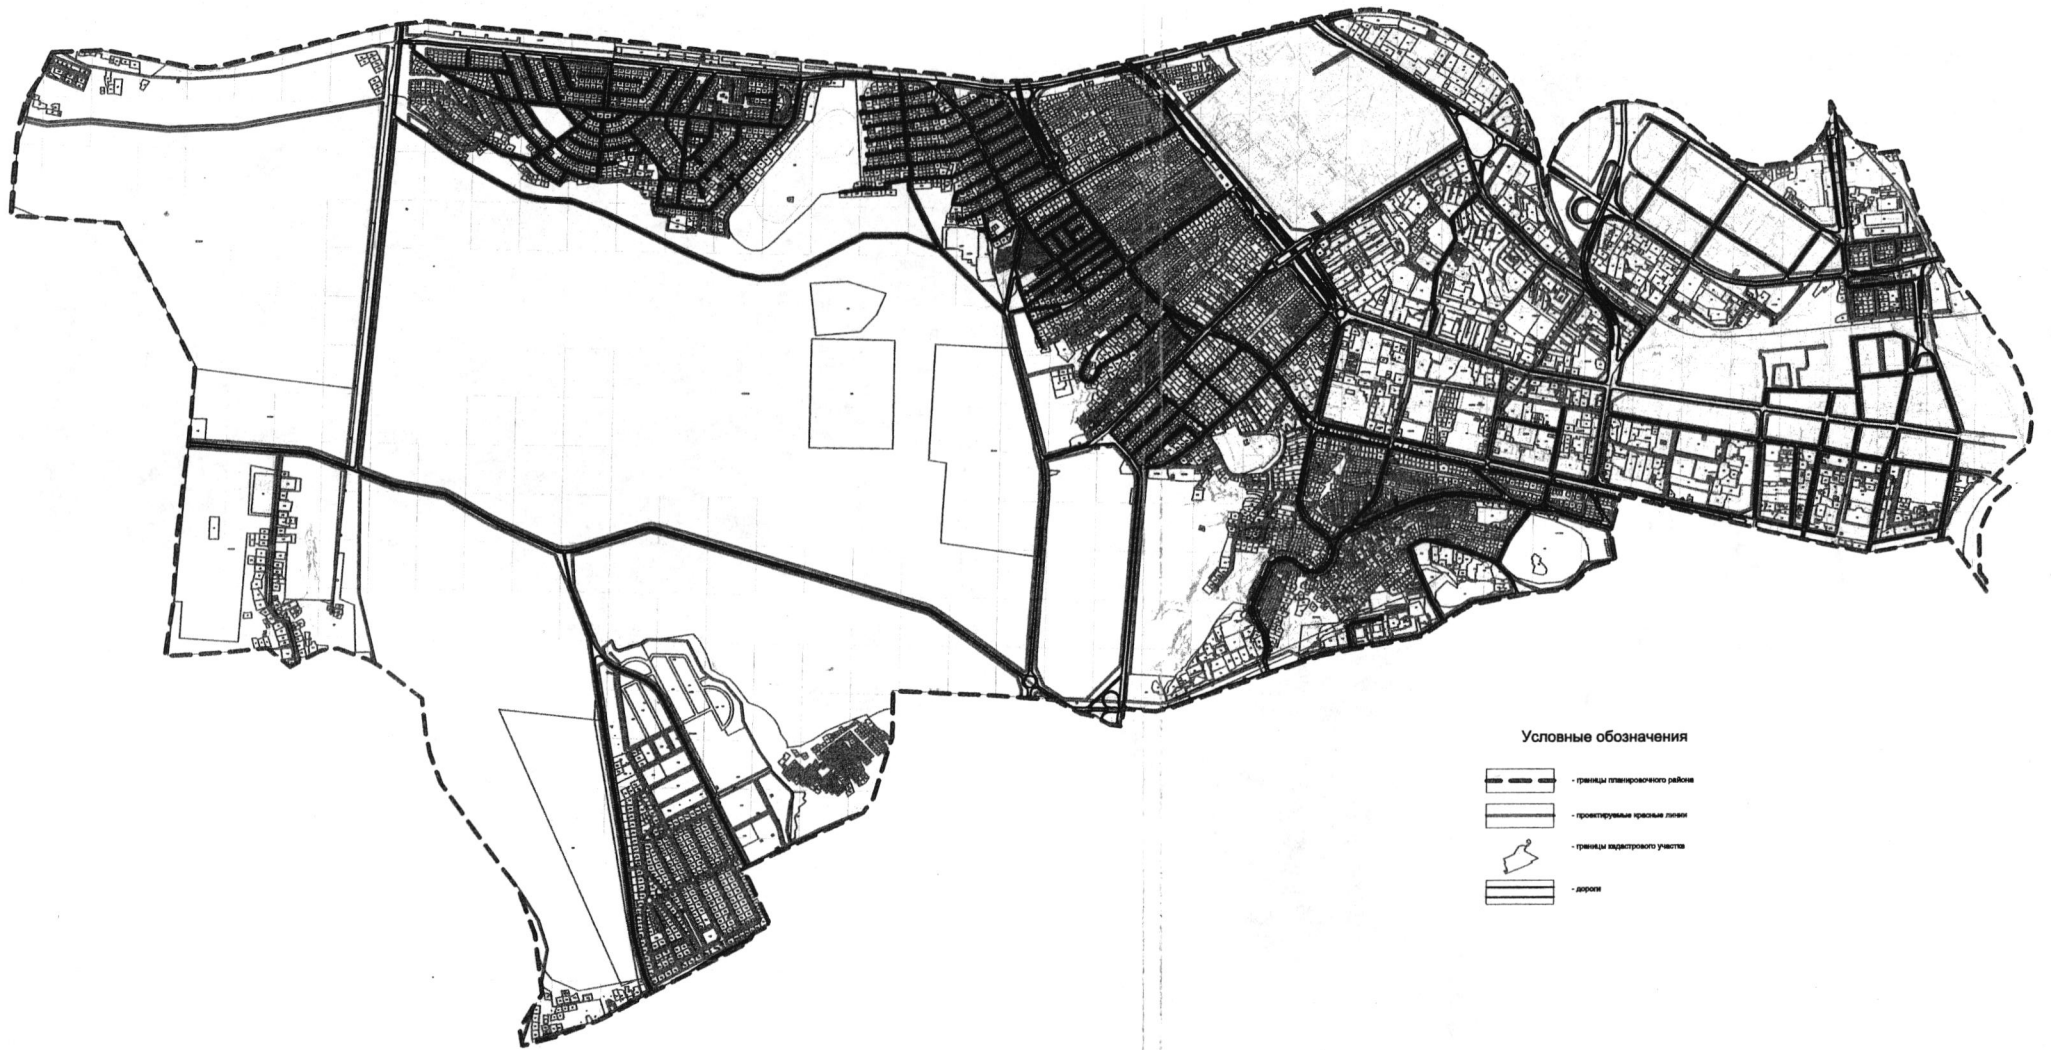 Условные обозначения
- границы планировочного района
- проектируемые красные линии
- границы кадастрового участка
- дороги